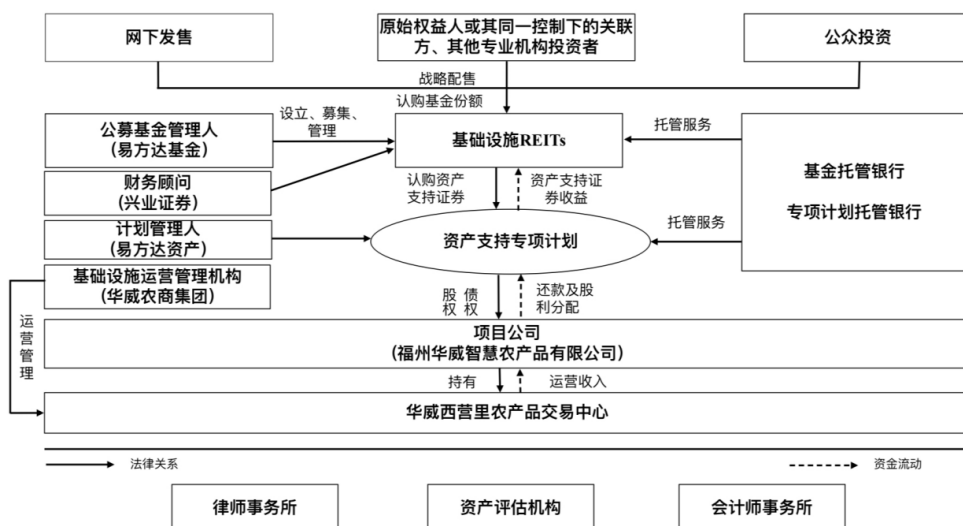 网下发售
原始权益人或其同一控制下的关联
方、其他专业机构投资者
公众投资
战略配售
认购基金份额
设立、募集、
管理
公募基金管理人
（易方达基金）
基础设施REITs
托管服务
基金托管银行
专项计划托管银行
财务顾问
（兴业证券）
认购资产
支持证券
资产支持证
券收益
计划管理人
（易方达资产）
资产支持专项计划
托管服务
基础设施运营管理机构
（华威农商集团）
股 债
权 权
还款及股
利分配
运
营
管
理
项目公司
（福州华威智慧农产品有限公司）
持有
运营收入
华威西营里农产品交易中心
法律关系
资金流动
律师事务所
资产评估机构
会计师事务所